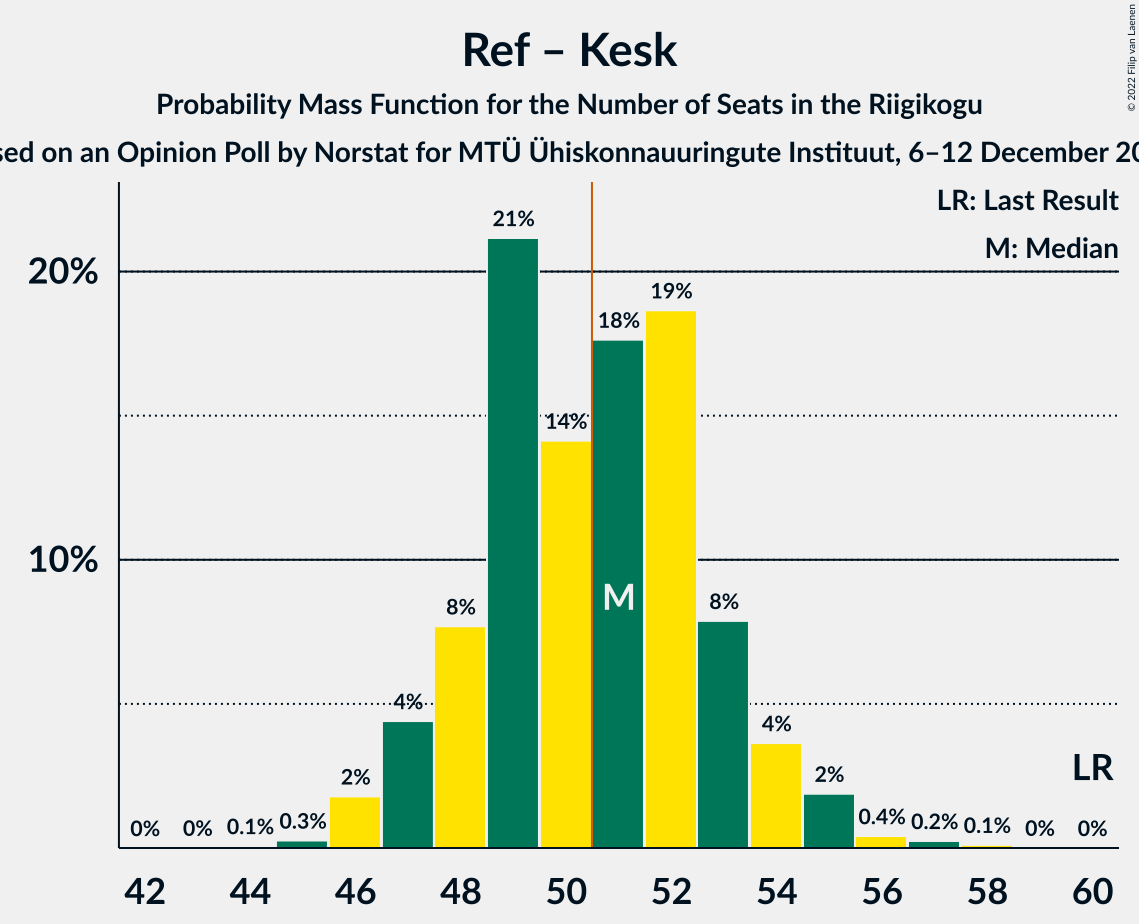 Ref – Kesk
Probability Mass Function for the Number of Seats in the Riigikogu
sed on an Opinion Poll by Norstat for MTÜ Ühiskonnauuringute Instituut, 6–12 December 20
© 2022 Filip van Laenen
LR: Last Result
M: Median
20%
10%
0%
0%
0.1%
0.3%
2%
4%
8%
21%
14%
18%
19%
8%
4%
2%
0.4%
0.2%
0.1%
0%
0%
M
LR
42 44 46 48 50 52 54 56 58 60